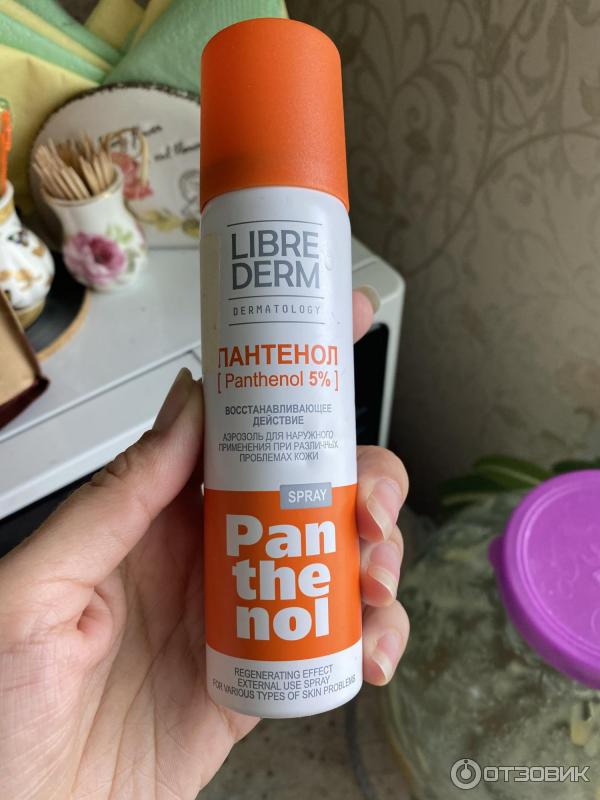 LIBRE
DERM
DERMATOLOGY
ПАНТЕНОЛ
[ Panthenol 5% ]
ВОССТАНАВЛИВАЮЩЕЕ
ДЕЙСТВИЕ
АЭРОЗОЛЬ ДЛЯ НАРУЖНОГО
ПРИМЕНЕНИЯ ПРИ РАЗЛИЧНЫХ
ПРОБЛЕМАХ КОЖИ
SPRAY
Pan
the
nol
REGENERATING EFFECT
EXTERNAL USE SPRAY
FOR VARIOUS TYPES OF SKIN PROBLEMS
ОТЗОВИК